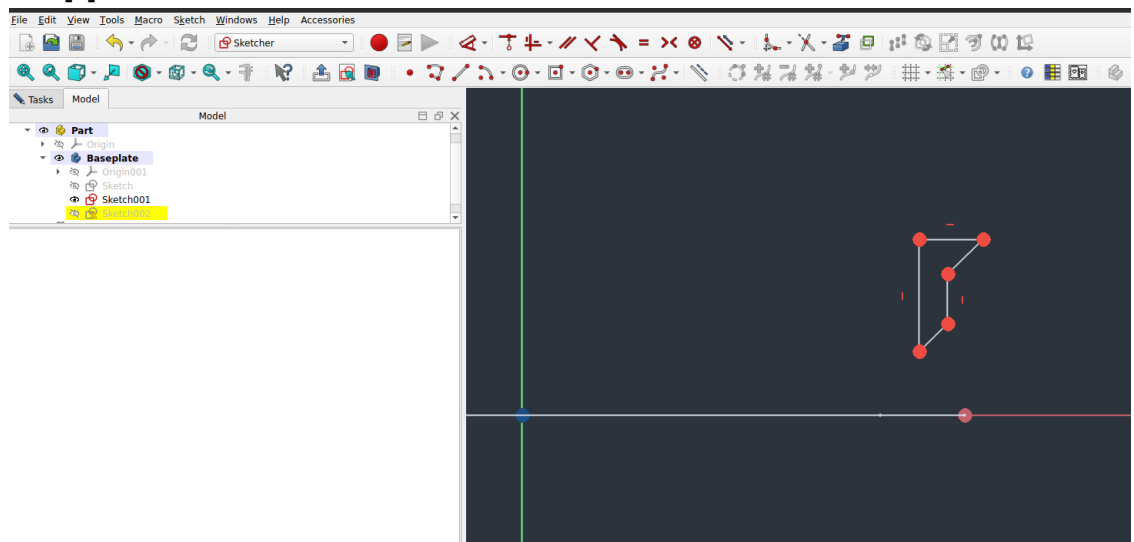 File Edit View Tools Macro Sketch Windows Help Accessories
Sketcher
Tasks Model
Model
Part
Origin
Baseplate
Origin001
Sketch
Sketch001
Sketch002